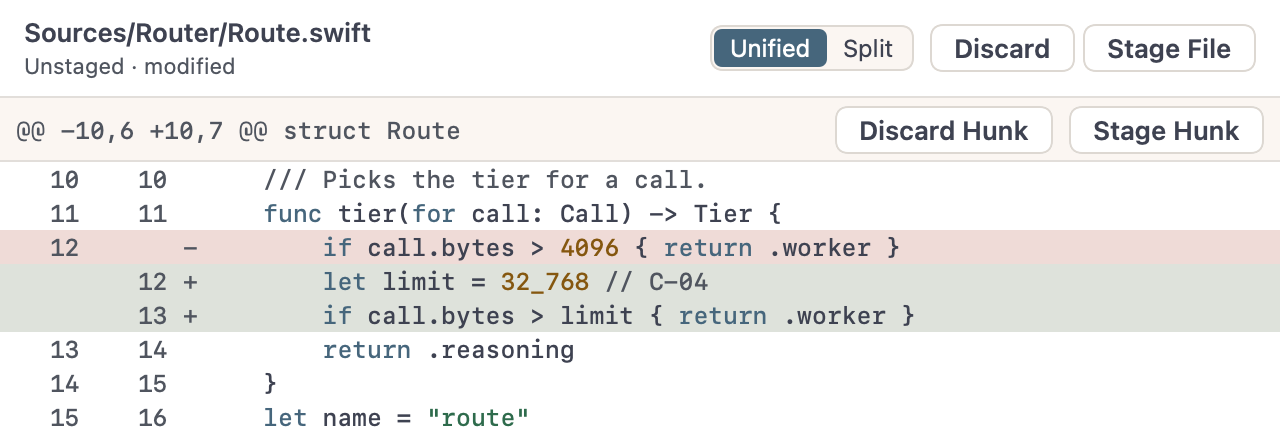 Sources/Router/Route.swift
Unstaged · modified
Unified Split Discard Stage File
@@ -10,6 +10,7 @@ struct Route Discard Hunk Stage Hunk
10 10 /// Picks the tier for a call.
11 11 func tier(for call: Call) -> Tier {
12 - if call.bytes > 4096 { return .worker }
12 + let limit = 32_768 // C-04
13 + if call.bytes > limit { return .worker }
13 14 return .reasoning
14 15 }
15 16 let name = "route"